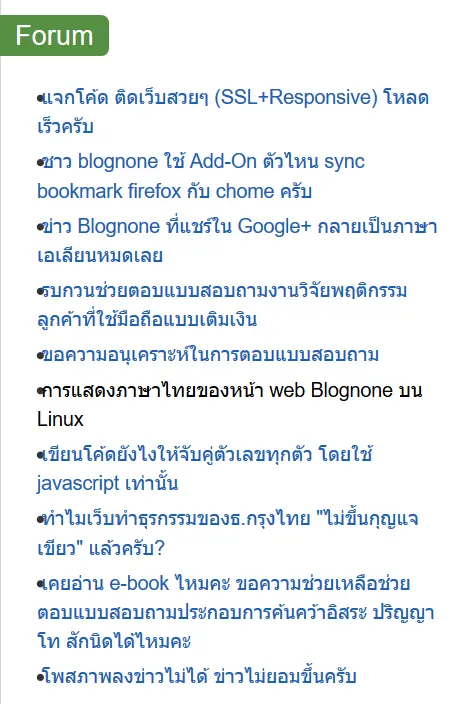 Forum
แจกโค้ด ติดเว็บสวยๆ (SSL+Responsive) โหลด
เร็วครับ
ชาว blognone ใช้ Add-On ตัวไหน sync
bookmark firefox กับ chome ครับ
ข่าว Blognone ที่แชร์ใน Google+ กลายเป็นภาษา
เอเลียนหมดเลย
รบกวนช่วยตอบแบบสอบถามงานวิจัยพฤติกรรม
ลูกค้าที่ใช้มือถือแบบเติมเงิน
ขอความอนุเคราะห์ในการตอบแบบสอบถาม
การแสดงภาษาไทยของหน้า web Blognone บน
Linux
เขียนโค้ดยังไงให้จับคู่ตัวเลขทุกตัว โดยใช้
javascript เท่านั้น
ทำไมเว็บทำธุรกรรมของธ.กรุงไทย "ไม่ขึ้นกุญแจ
เขียว" แล้วครับ?
เคยอ่าน e-book ไหมคะ ขอความช่วยเหลือช่วย
ตอบแบบสอบถามประกอบการค้นคว้าอิสระ ปริญญา
โท สักนิดได้ไหมคะ
โพสภาพลงข่าวไม่ได้ ข่าวไม่ยอมขึ้นครับ